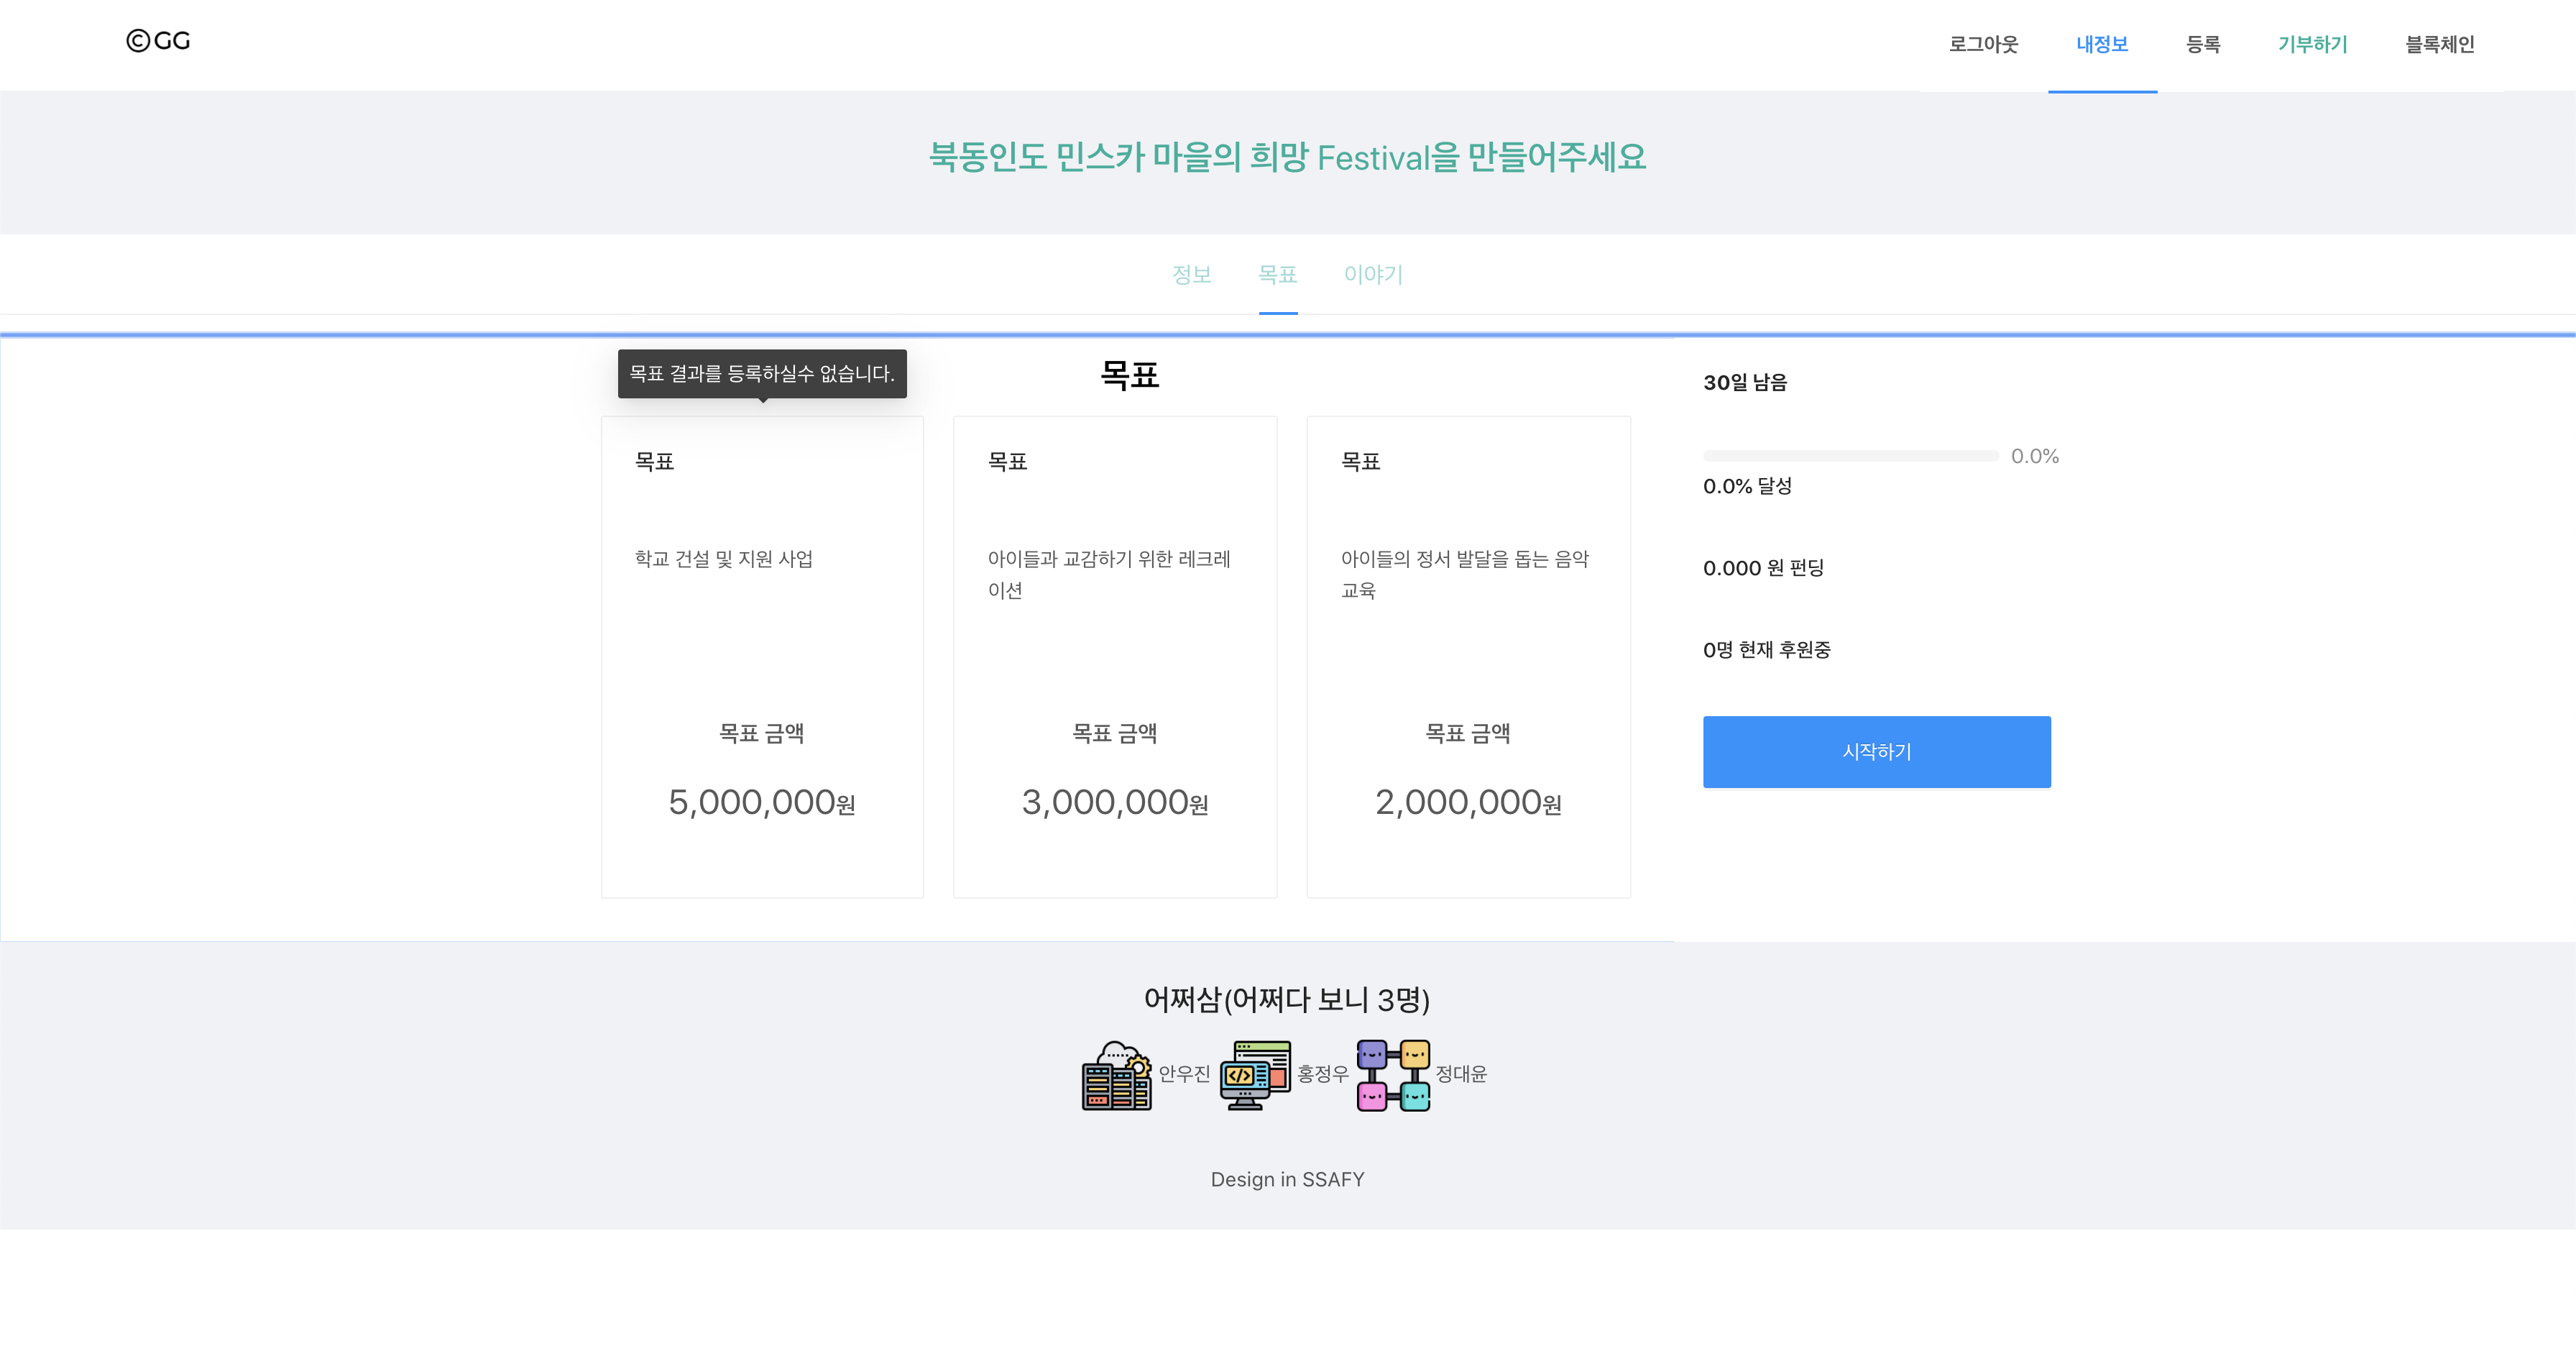 ©GG
로그아웃
내정보
등록
기부하기
블록체인
북동인도 민스카 마을의 희망 Festival을 만들어주세요
정보
목표
이야기
목표 결과를 등록하실수 없습니다.
목표
목표
학교 건설 및 지원 사업
목표 금액
5,000,000원
목표
아이들과 교감하기 위한 레크레
이션
목표 금액
3,000,000원
목표
아이들의 정서 발달을 돕는 음악
교육
목표 금액
2,000,000원
30일 남음
0.0%
0.0% 달성
0.000 원 펀딩
0명 현재 후원중
시작하기
어쩌삼(어쩌다 보니 3명)
안우진
홍정우
정대윤
Design in SSAFY